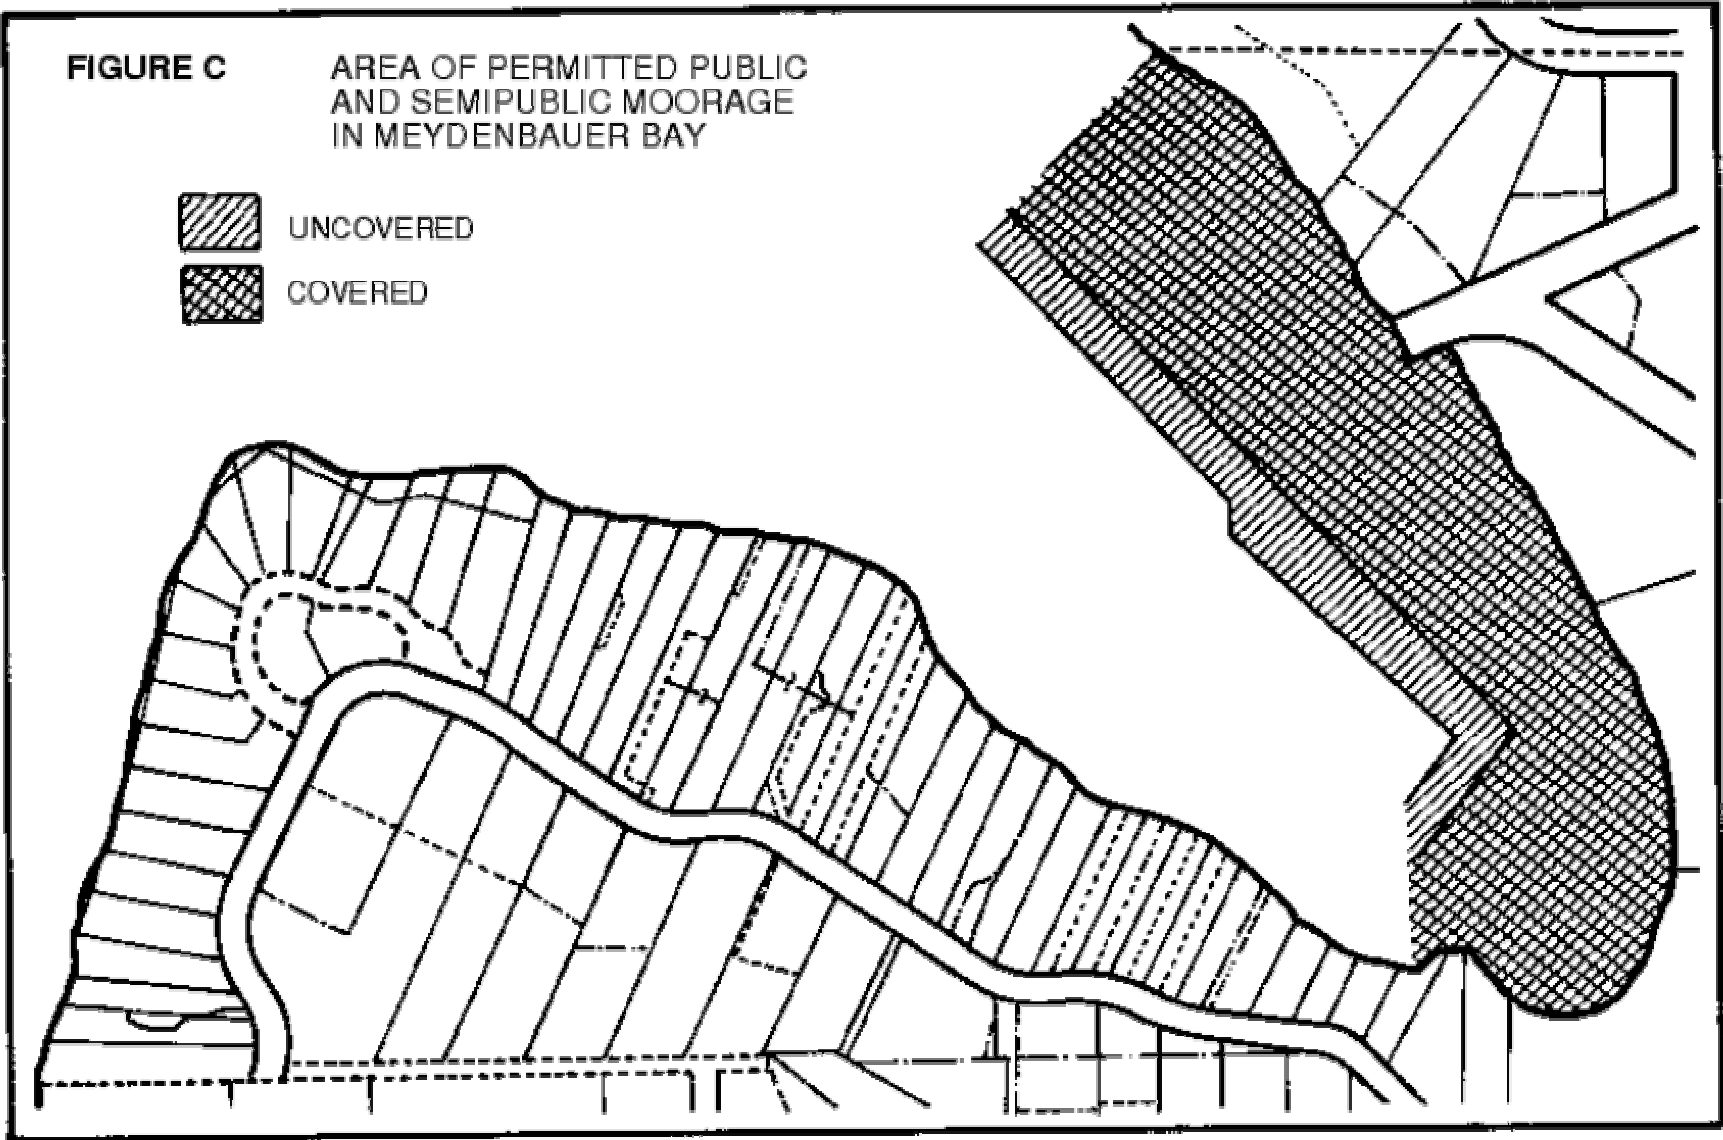 FIGURE C
AREA OF PERMITTED PUBLIC
AND SEMIPUBLIC MOORAGE
IN MEYDENBAUER BAY
UNCOVERED
COVERED